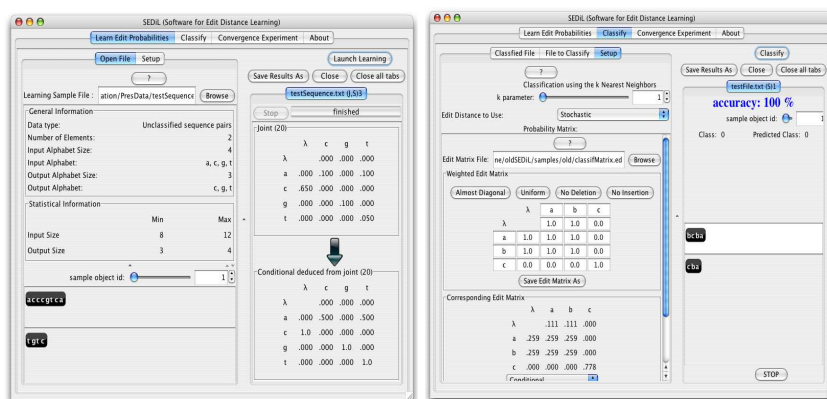 SEDiL (Software for Edit Distance Learning)
Learn Edit Probabilities Classify Convergence Experiment About
Open File Setup
?
Learning Sample File : ation/PresData/testSequence Browse
General Information
Data type: Unclassified sequence pairs
Number of Elements: 2
Input Alphabet Size: 4
Input Alphabet: a, c, g, t
Output Alphabet Size: 3
Output Alphabet: c, g, t
Statistical Information
Min Max
Input Size 8 12
Output Size 3 4
sample object id: 1
acccgtca
tgtc
Launch Learning
Save Results As Close Close all tabs
testSequence.txt (J,S)3
Stop finished
Joint (20)
λ c g t
λ .000 .000 .000
a .000 .100 .000 .100
c .650 .000 .000 .000
g .000 .000 .100 .000
t .000 .000 .000 .050
Conditional deduced from joint (20)
λ c g t
λ .000 .000 .000
a .000 .500 .000 .500
c 1.0 .000 .000 .000
g .000 .000 1.0 .000
t .000 .000 .000 1.0
SEDiL (Software for Edit Distance Learning)
Learn Edit Probabilities Classify Convergence Experiment About
Classfied File File to Classify Setup
?
Classification using the k Nearest Neighbors
k parameter: 1
Edit Distance to Use: Stochastic
Probability Matrix:
?
Edit Matrix File: ne/oldSEDiL/samples/old/classifMatrix.ed Browse
Weighted Edit Matrix
Almost Diagonal Uniform No Deletion No Insertion
λ a b c
λ 1.0 1.0 0.0
a 1.0 1.0 1.0 0.0
b 1.0 1.0 1.0 0.0
c 0.0 0.0 0.0 1.0
Save Edit Matrix As
Corresponding Edit Matrix
λ a b c
λ .111 .111 .000
a .259 .259 .259 .000
b .259 .259 .259 .000
c .000 .000 .000 .778
Conditional
Classify
Save Results As Close Close all tabs
testFile.txt (S)1
accuracy: 100 %
sample object id: 1
Class: 0 Predicted Class: 0
bcba
cba
STOP